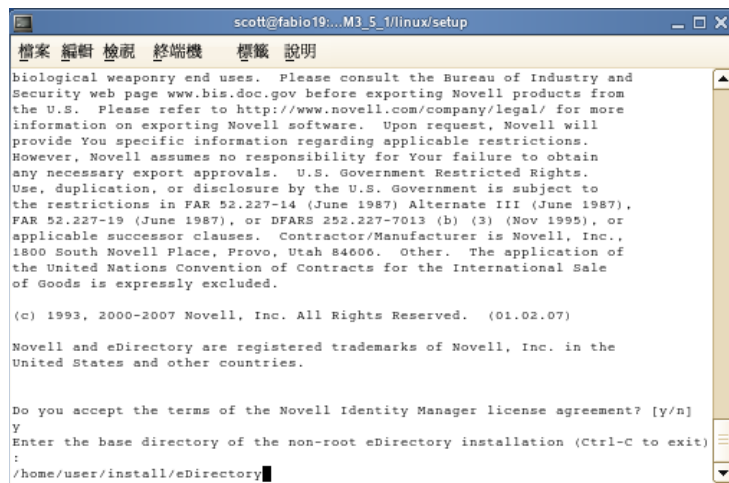 scott@fabio19:...M3_5_1/linux/setup
檔案 編輯 檢視 終端機 標籤 說明
biological weaponry end uses.  Please consult the Bureau of Industry and
Security web page www.bis.doc.gov before exporting Novell products from
the U.S.  Please refer to http://www.novell.com/company/legal/ for more
information on exporting Novell software.  Upon request, Novell will
provide You specific information regarding applicable restrictions.
However, Novell assumes no responsibility for Your failure to obtain
any necessary export approvals.  U.S. Government Restricted Rights.
Use, duplication, or disclosure by the U.S. Government is subject to
the restrictions in FAR 52.227-14 (June 1987) Alternate III (June 1987),
FAR 52.227-19 (June 1987), or DFARS 252.227-7013 (b) (3) (Nov 1995), or
applicable successor clauses.  Contractor/Manufacturer is Novell, Inc.,
1800 South Novell Place, Provo, Utah 84606.  Other.  The application of
the United Nations Convention of Contracts for the International Sale
of Goods is expressly excluded.
(c) 1993, 2000-2007 Novell, Inc. All Rights Reserved.  (01.02.07)
Novell and eDirectory are registered trademarks of Novell, Inc. in the
United States and other countries.
Do you accept the terms of the Novell Identity Manager license agreement? [y/n]
y
Enter the base directory of the non-root eDirectory installation (Ctrl-C to exit)
:
/home/user/install/eDirectory